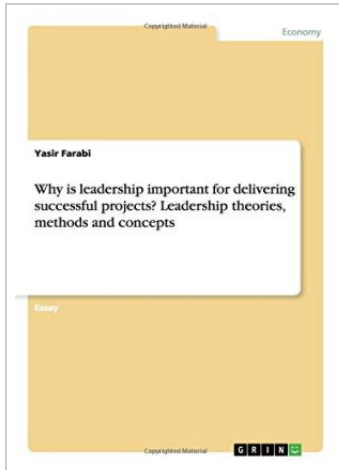 Copyrighted Material
Economy
Yasir Farabi
Why is leadership important for delivering
successful projects? Leadership theories,
methods and concepts
Essay
Copyrighted Material
GRIN